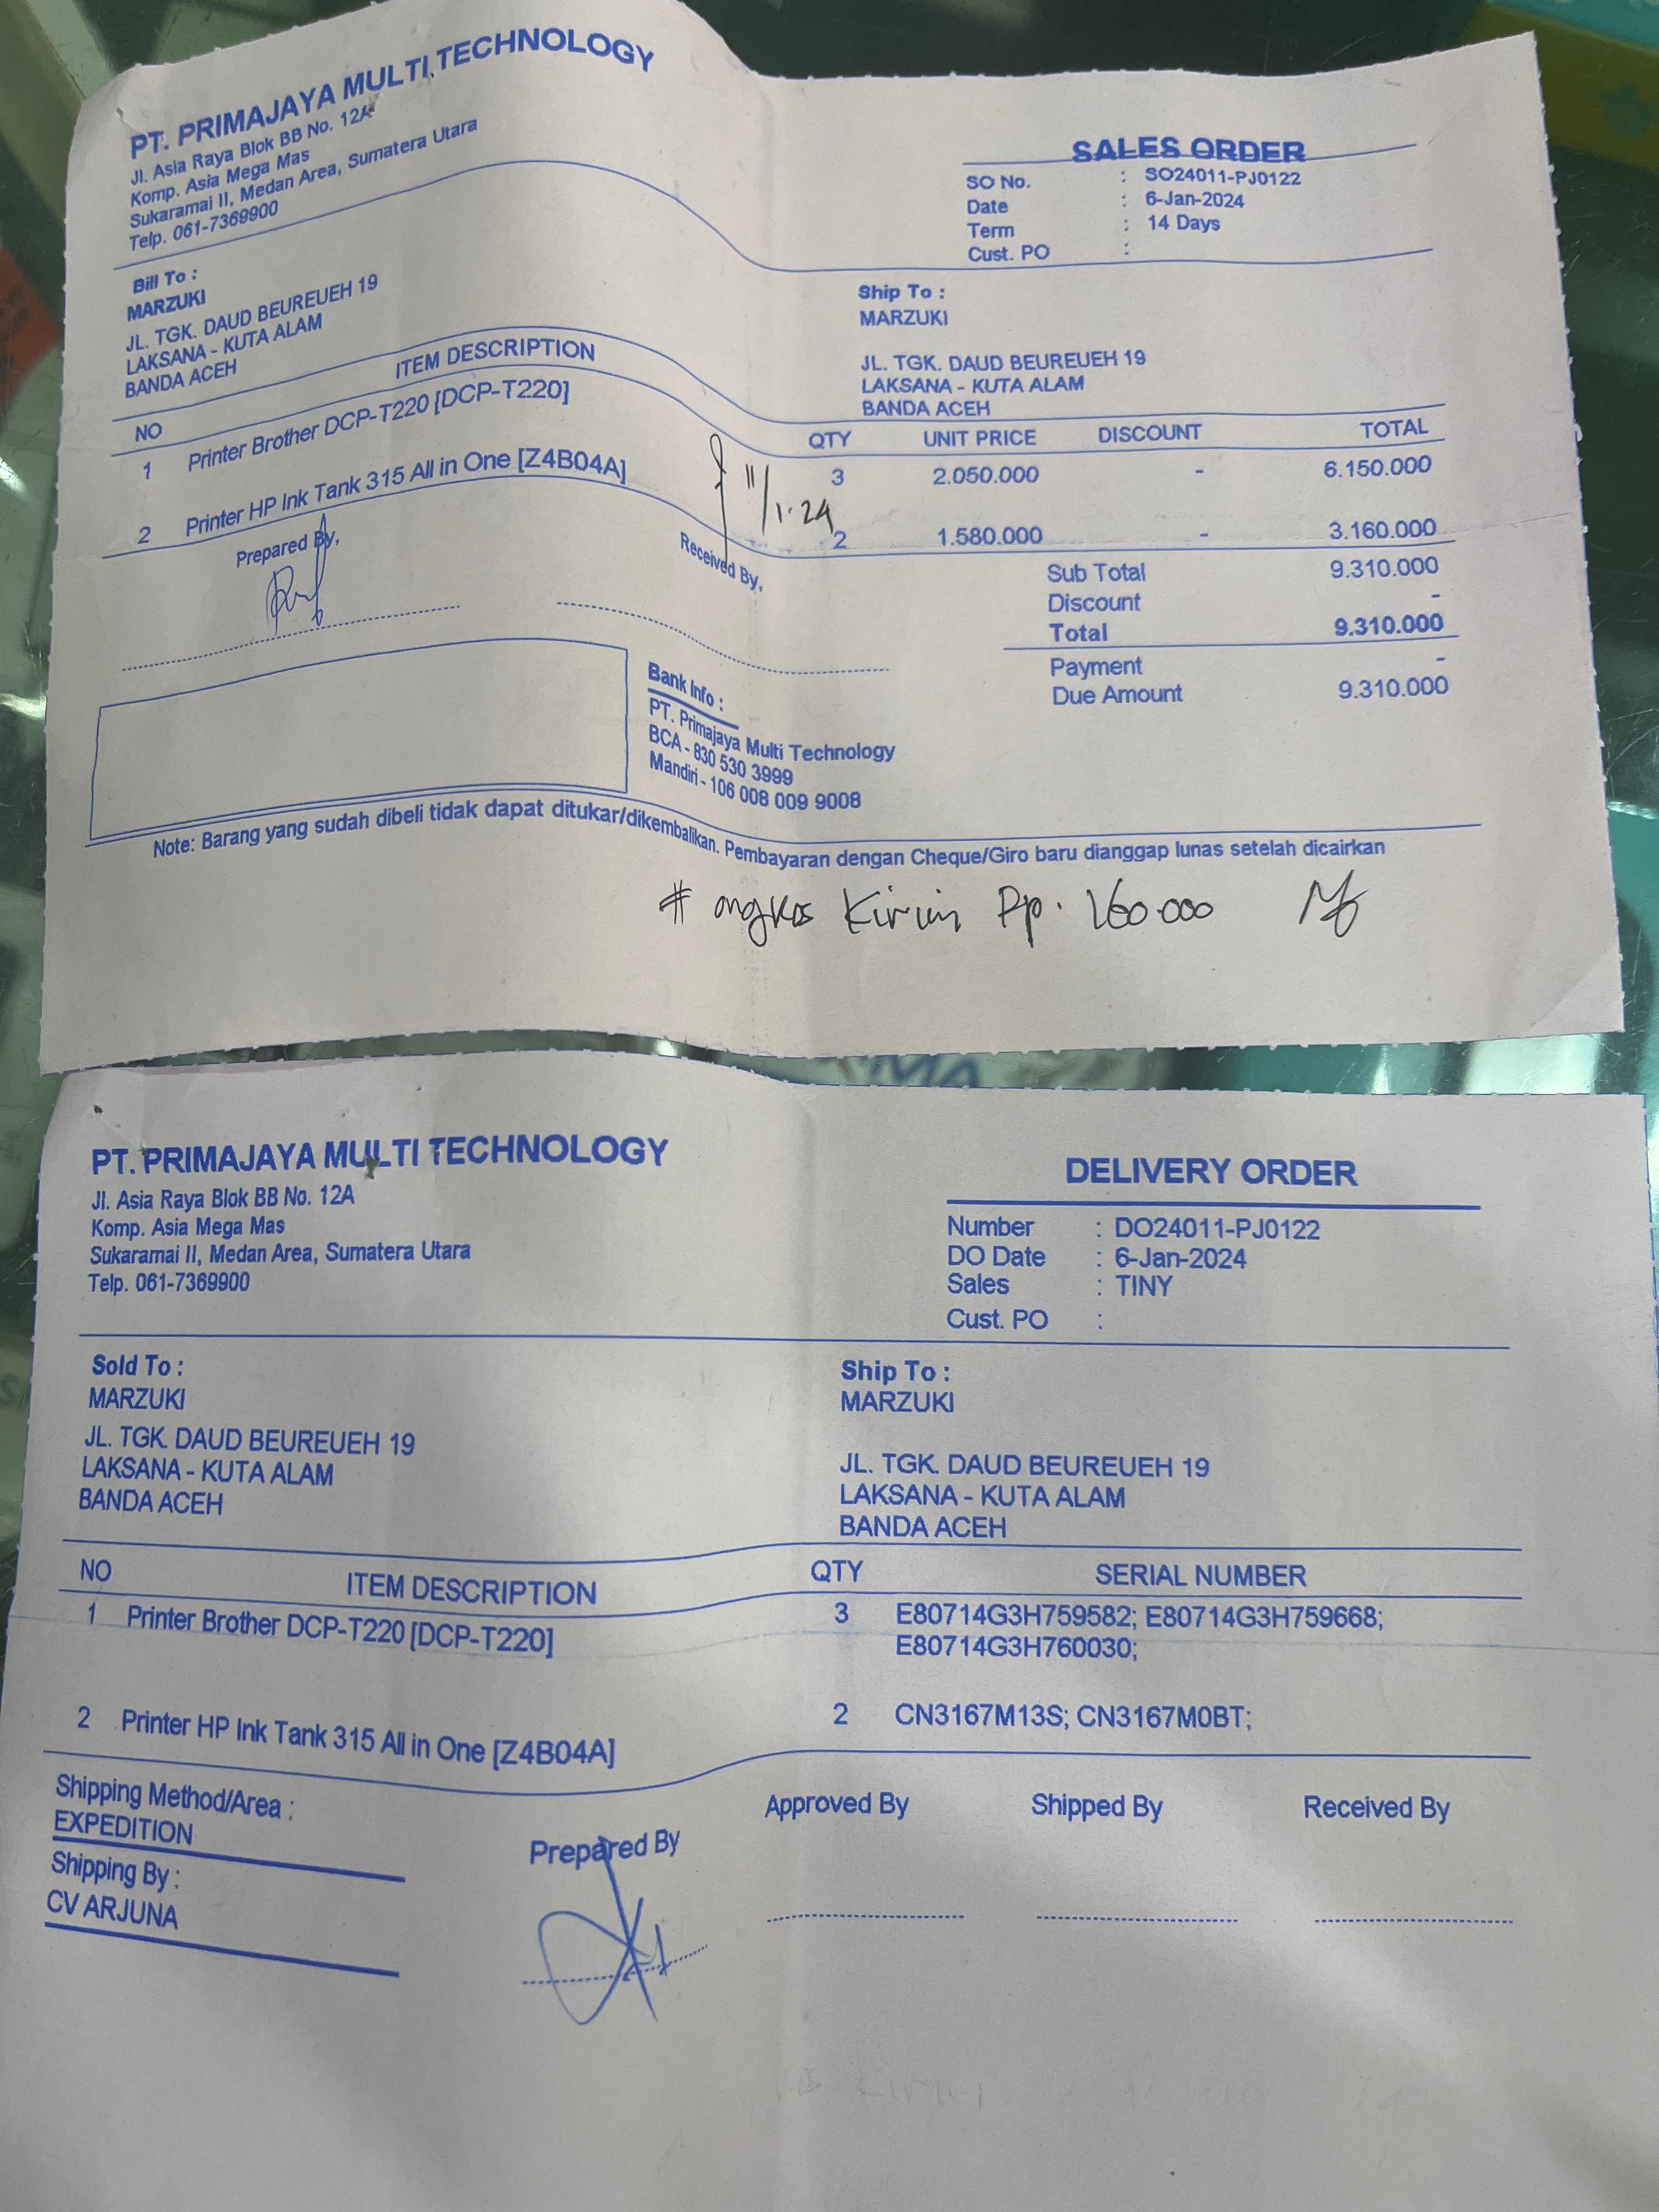 PT. PRIMAJAYA MULTI TECHNOLOGY
Jl. Asia Raya Blok BB No. 12A
Komp. Asia Mega Mas
Sukaramai II, Medan Area, Sumatera Utara
Telp. 061-7369900
SALES ORDER
SO No. : SO24011-PJ0122
Date : 6-Jan-2024
Term : 14 Days
Cust. PO :
Bill To :
MARZUKI
JL. TGK. DAUD BEUREUEH 19
LAKSANA - KUTA ALAM
BANDA ACEH
Ship To :
MARZUKI
JL. TGK. DAUD BEUREUEH 19
LAKSANA - KUTA ALAM
BANDA ACEH
NO ITEM DESCRIPTION QTY UNIT PRICE DISCOUNT TOTAL
1 Printer Brother DCP-T220 [DCP-T220] 3 2.050.000 - 6.150.000
2 Printer HP Ink Tank 315 All in One [Z4B04A] 2 1.580.000 - 3.160.000
11/1.24
Prepared By,
Received By,
Sub Total 9.310.000
Discount -
Total 9.310.000
Payment -
Due Amount 9.310.000
Bank Info :
PT. Primajaya Multi Technology
BCA - 830 530 3999
Mandiri - 106 008 009 9008
Note: Barang yang sudah dibeli tidak dapat ditukar/dikembalikan. Pembayaran dengan Cheque/Giro baru dianggap lunas setelah dicairkan
# ongkos kirim Rp. 160.000
PT. PRIMAJAYA MULTI TECHNOLOGY
Jl. Asia Raya Blok BB No. 12A
Komp. Asia Mega Mas
Sukaramai II, Medan Area, Sumatera Utara
Telp. 061-7369900
DELIVERY ORDER
Number : DO24011-PJ0122
DO Date : 6-Jan-2024
Sales : TINY
Cust. PO :
Sold To :
MARZUKI
JL. TGK. DAUD BEUREUEH 19
LAKSANA - KUTA ALAM
BANDA ACEH
Ship To :
MARZUKI
JL. TGK. DAUD BEUREUEH 19
LAKSANA - KUTA ALAM
BANDA ACEH
NO ITEM DESCRIPTION QTY SERIAL NUMBER
1 Printer Brother DCP-T220 [DCP-T220] 3 E80714G3H759582; E80714G3H759668;
E80714G3H760030;
2 Printer HP Ink Tank 315 All in One [Z4B04A] 2 CN3167M13S; CN3167M0BT;
Shipping Method/Area :
EXPEDITION
Shipping By :
CV ARJUNA
Prepared By
Approved By
Shipped By
Received By